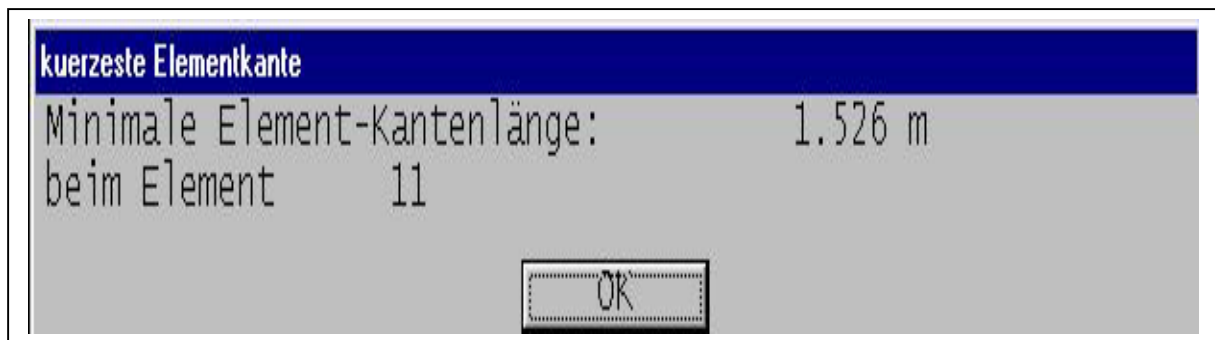 kuerzeste Elementkante
Minimale Element-Kantenlänge: 1.526 m
beim Element 11
OK